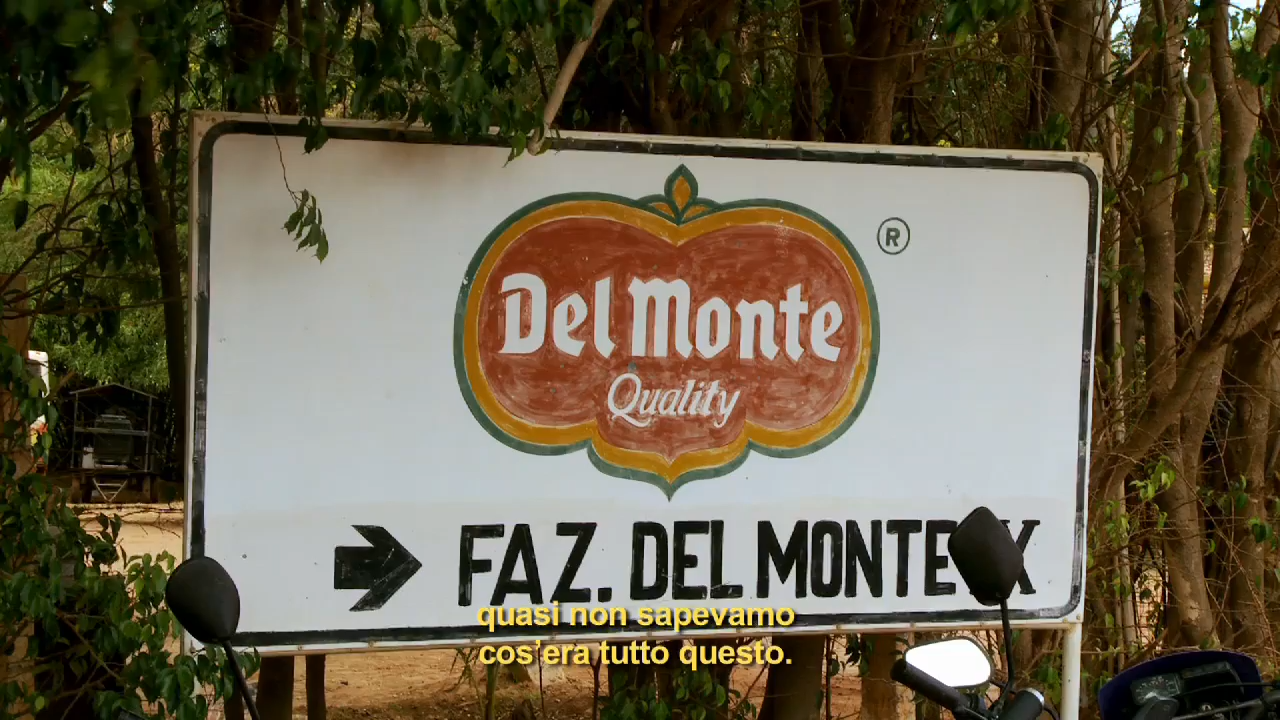 Del Monte
Quality
®
FAZ. DEL MONTE
quasi non sapevamo
cos'era tutto questo.